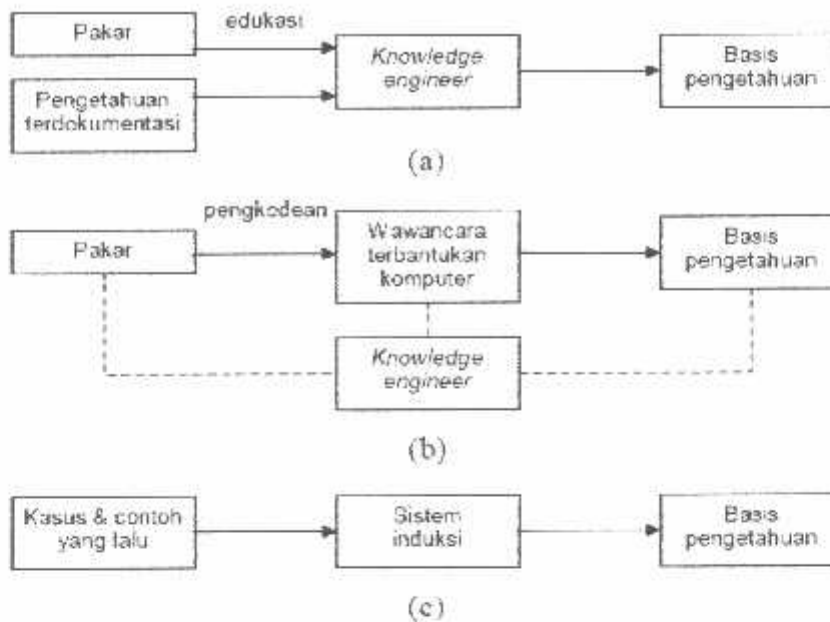 Pakar
edukasi
Knowledge
engineer
Basis
pengetahuan
Pengetahuan
terdokumentasi
(a)
Pakar
pengkodean
Wawancara
terbantukan
komputer
Basis
pengetahuan
Knowledge
engineer
(b)
Kasus & contoh
yang lalu
Sistem
induksi
Basis
pengetahuan
(c)